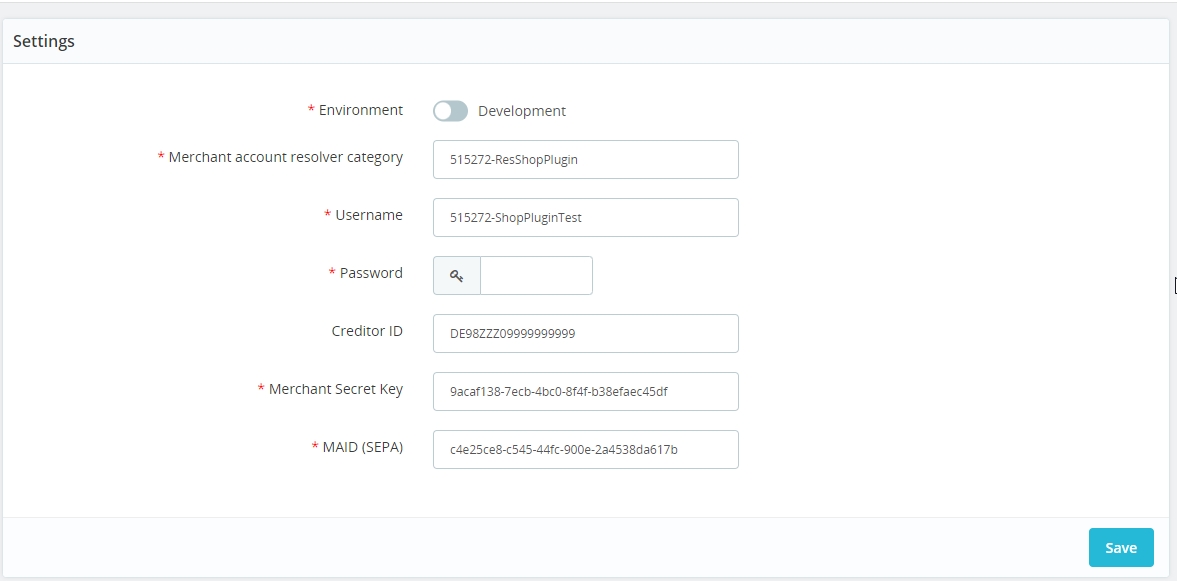 Settings
* Environment Development
* Merchant account resolver category 515272-ResShopPlugin
* Username 515272-ShopPluginTest
* Password
Creditor ID DE98ZZZ09999999999
* Merchant Secret Key 9acaf138-7ecb-4bc0-8f4f-b38efaec45df
* MAID (SEPA) c4e25ce8-c545-44fc-900e-2a4538da617b
Save